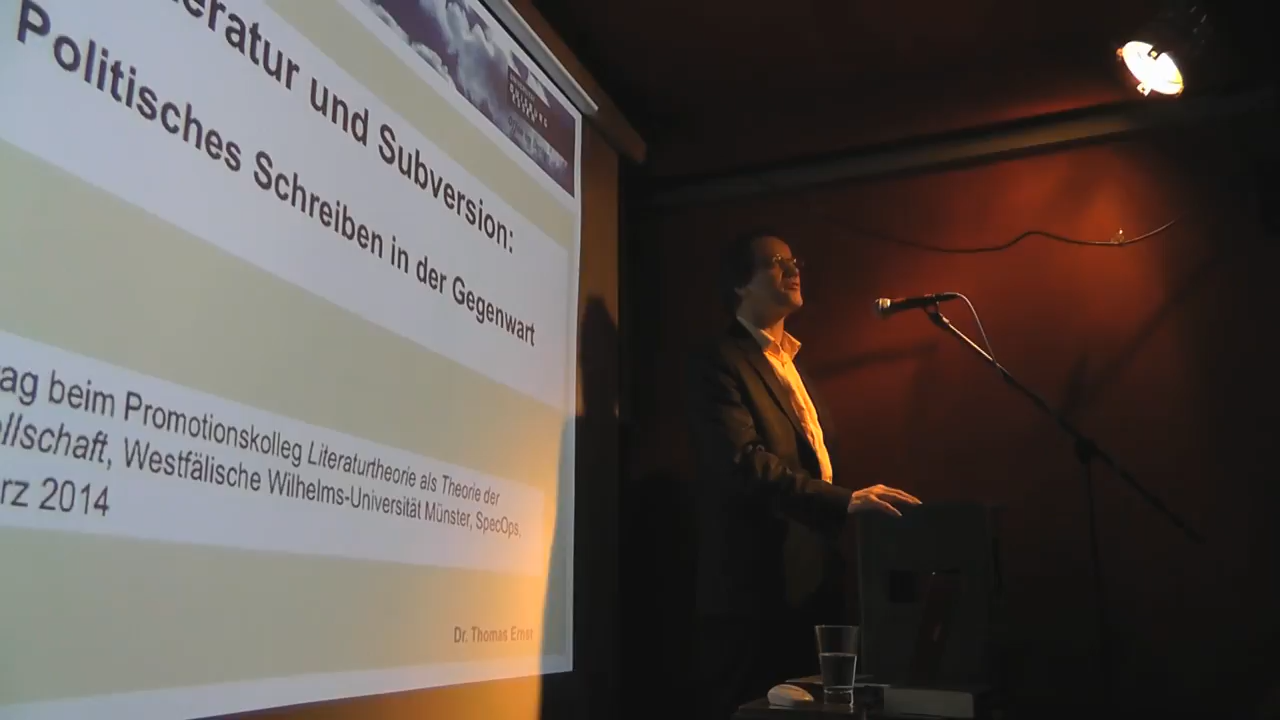 eratur und Subversion:
Politisches Schreiben in der Gegenwart
ag beim Promotionskolleg Literaturtheorie als Theorie der
llschaft, Westfälische Wilhelms-Universität Münster, SpecOps,
rz 2014
Dr. Thomas Ernst